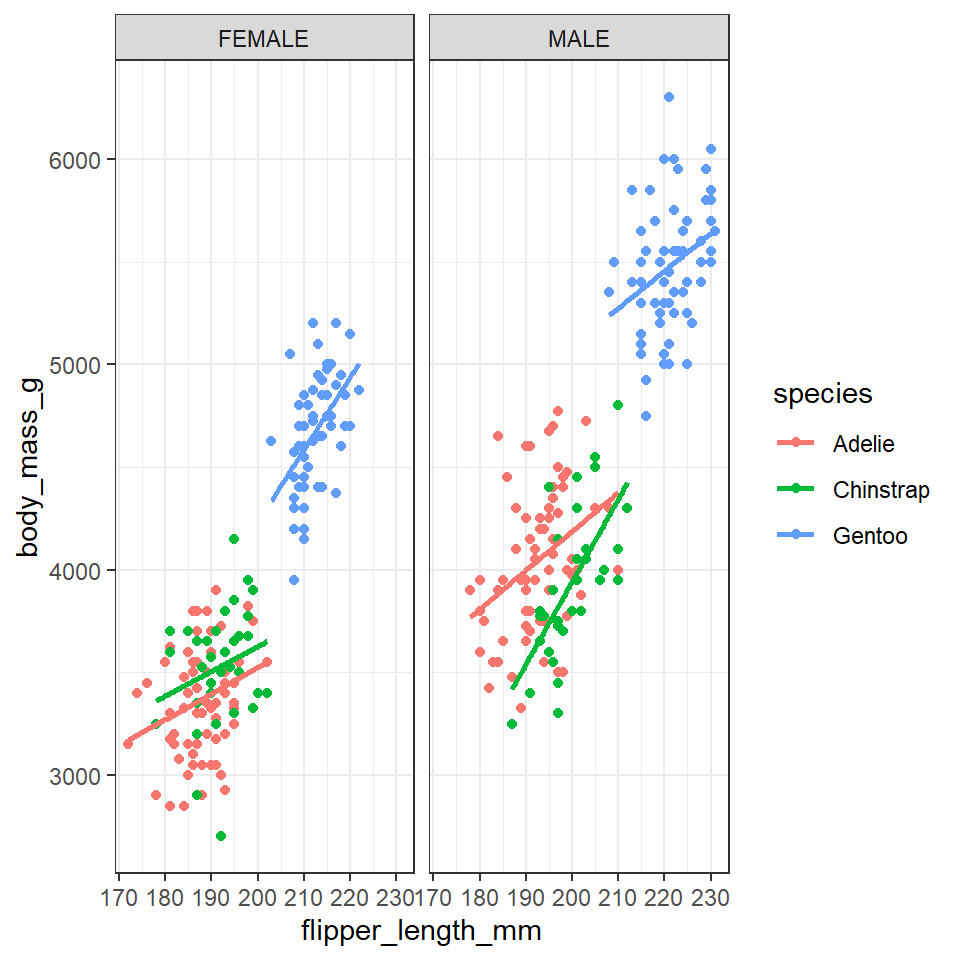 FEMALE MALE
6000
5000
4000
3000
body_mass_g
170 180 190 200 210 220 230 170 180 190 200 210 220 230
flipper_length_mm
species
Adelie
Chinstrap
Gentoo